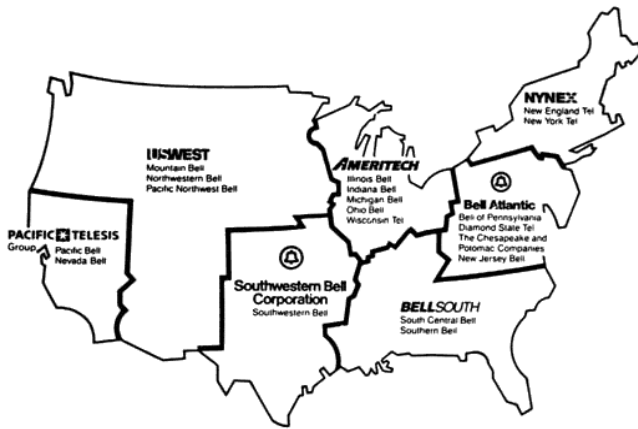 NYNEX
New England Tel
New York Tel
US WEST
Mountain Bell
Northwestern Bell
Pacific Northwest Bell
AMERITECH
Illinois Bell
Indiana Bell
Michigan Bell
Ohio Bell
Wisconsin Tel
Bell Atlantic
Bell of Pennsylvania
Diamond State Tel
The Chesapeake and
Potomac Companies
New Jersey Bell
PACIFIC TELESIS
Group
Pacific Bell
Nevada Bell
Southwestern Bell
Corporation
Southwestern Bell
BELLSOUTH
South Central Bell
Southern Bell